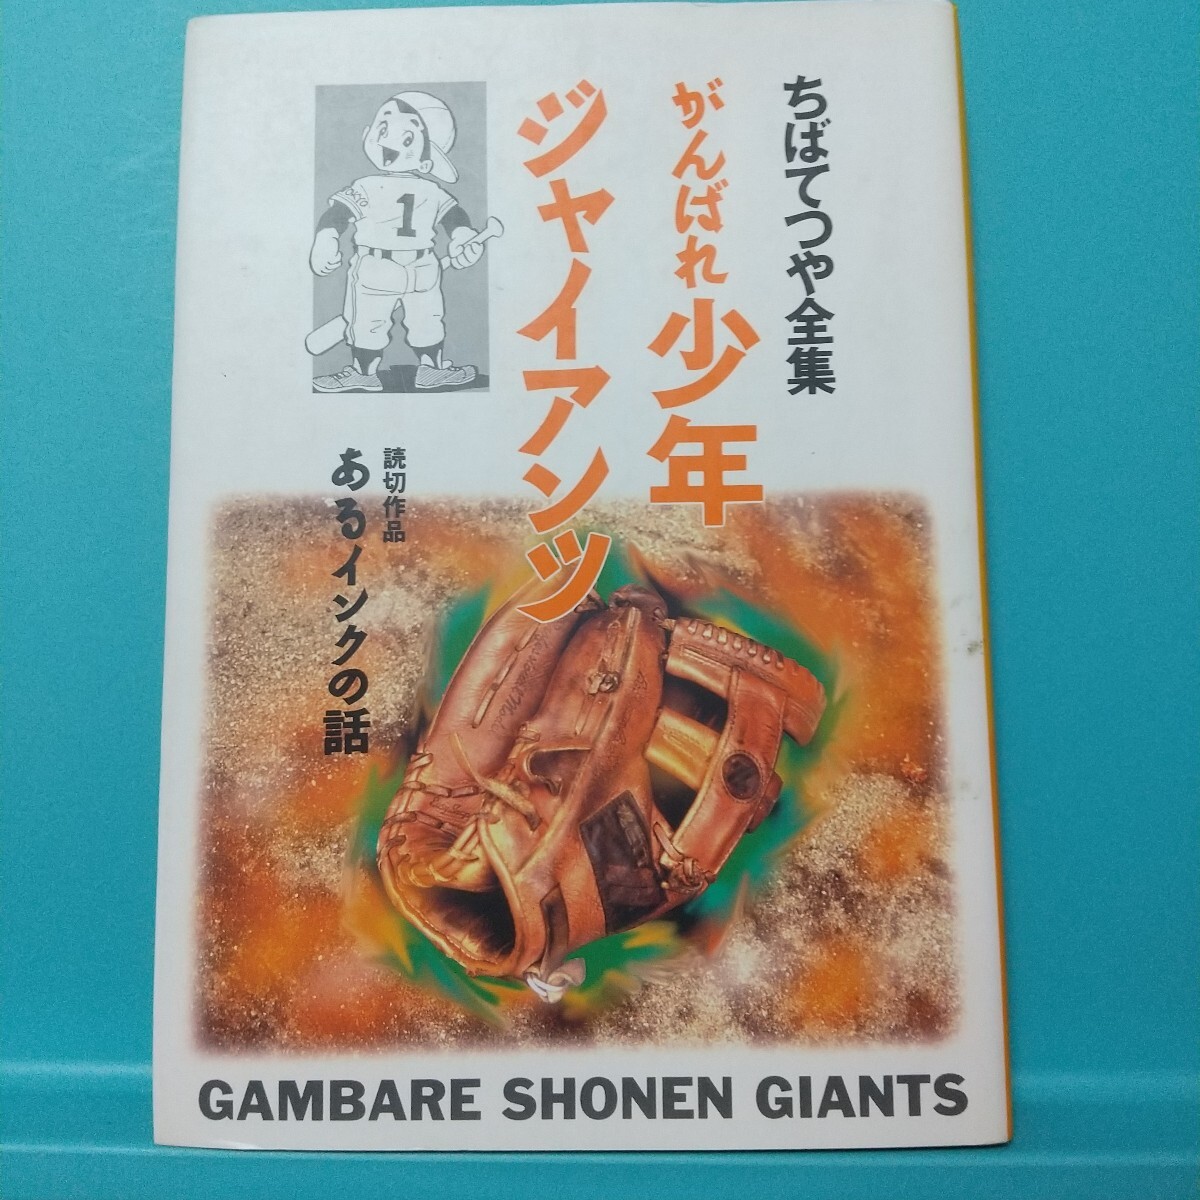 ちばてつや全集
がんばれ少年
ジャイアンツ
読切作品
あるインクの話
1
GAMBARE SHONEN GIANTS